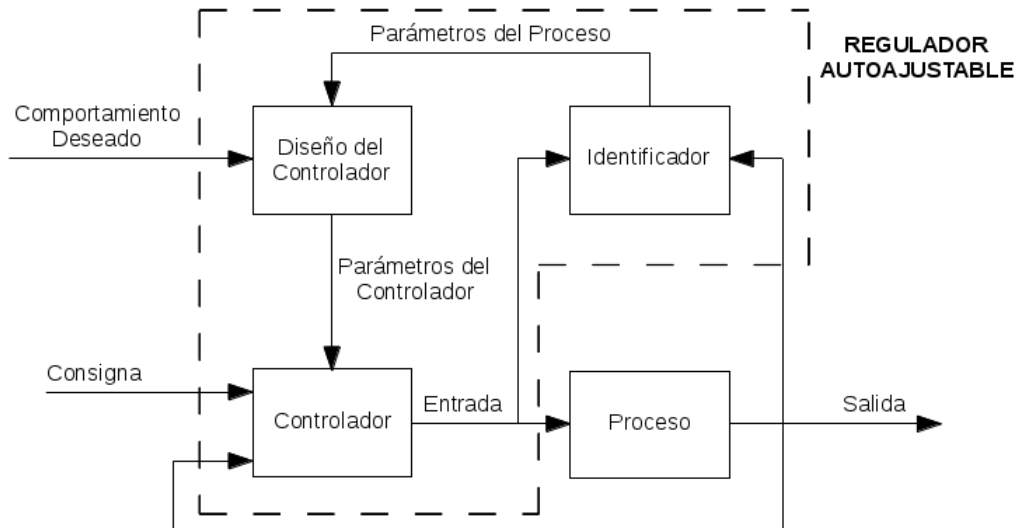 Parámetros del Proceso
REGULADOR
AUTOAJUSTABLE
Comportamiento
Deseado
Diseño del
Controlador
Identificador
Parámetros del
Controlador
Consigna
Controlador
Entrada
Proceso
Salida